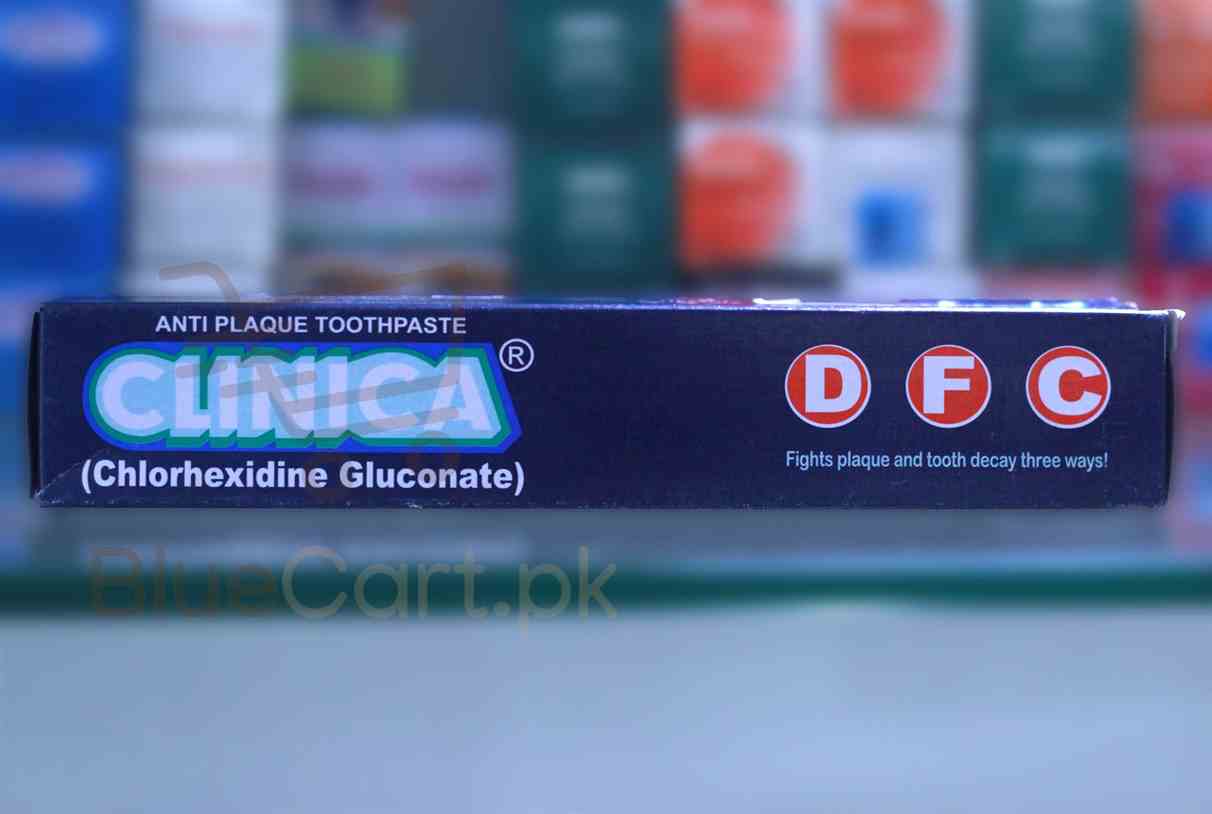 ANTI PLAQUE TOOTHPASTE
CLINICA®
(Chlorhexidine Gluconate)
D F C
Fights plaque and tooth decay three ways!
BlueCart.pk